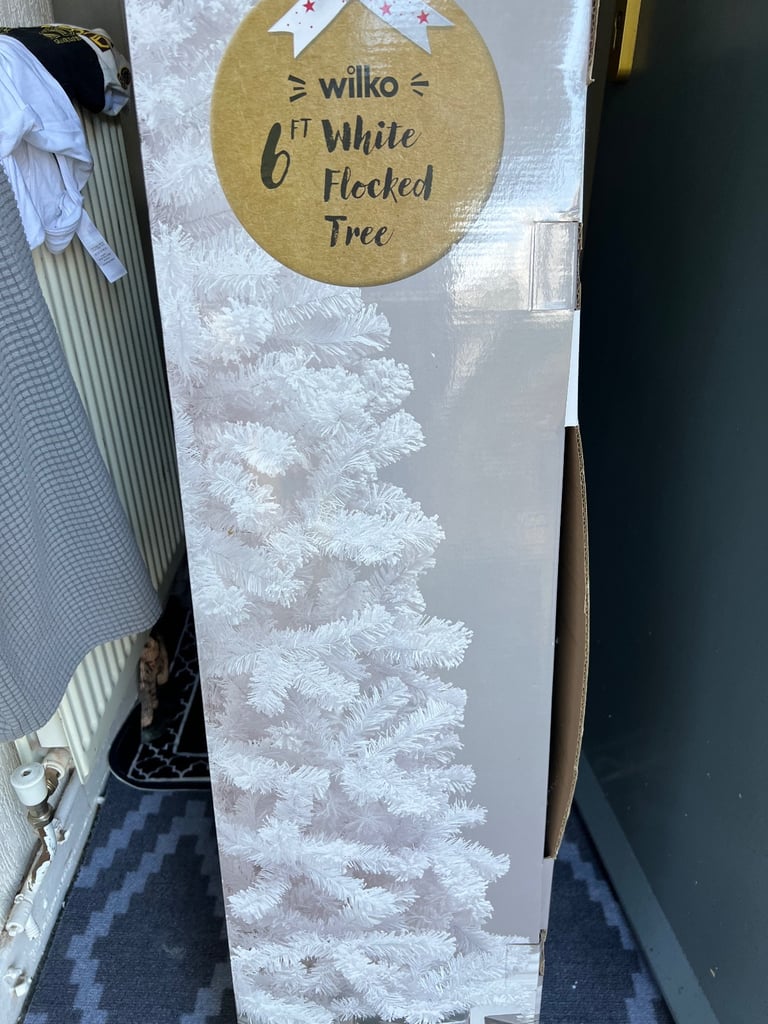 wilko
6FT White
Flocked
Tree